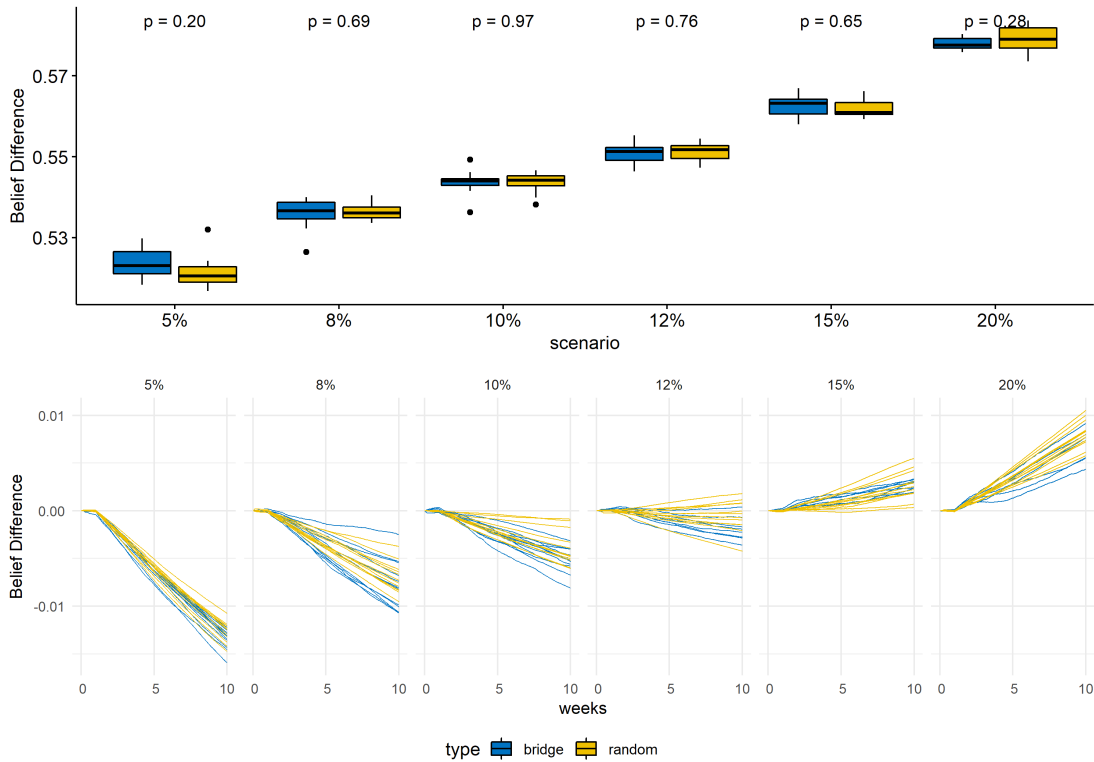 p = 0.20 p = 0.69 p = 0.97 p = 0.76 p = 0.65 p = 0.28
0.57
0.55
0.53
Belief Difference
5% 8% 10% 12% 15% 20%
scenario
5% 8% 10% 12% 15% 20%
0.01
0.00
-0.01
Belief Difference
0 5 10 0 5 10 0 5 10 0 5 10 0 5 10 0 5 10
weeks
type bridge random